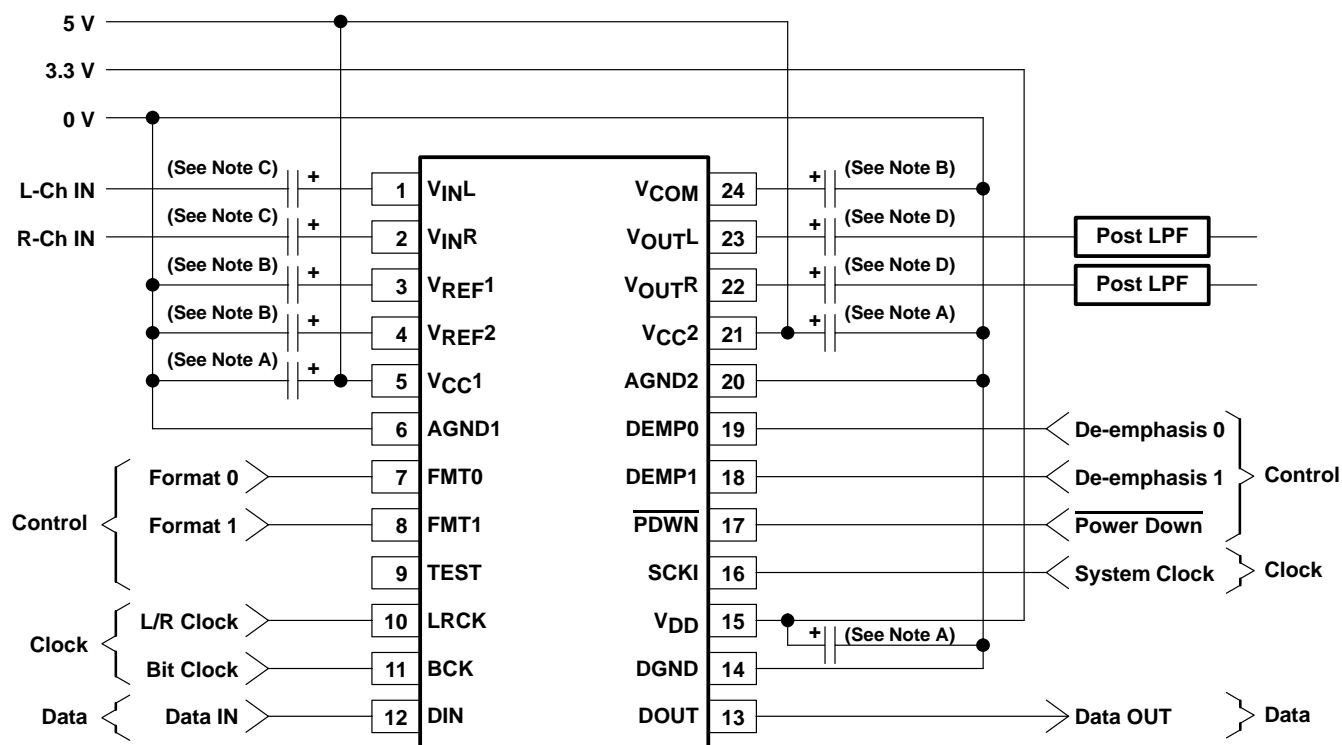 5 V
3.3 V
0 V
(See Note C) + 1 VINL VCOM 24 + (See Note B)
L-Ch IN
(See Note C) + 2 VINR VOUTL 23 + (See Note D) Post LPF
R-Ch IN
(See Note B) + 3 VREF1 VOUTR 22 + (See Note D) Post LPF
(See Note B) + 4 VREF2 VCC2 21 + (See Note A)
(See Note A) + 5 VCC1 AGND2 20
6 AGND1 DEMP0 19 De-emphasis 0
Format 0 7 FMT0 DEMP1 18 De-emphasis 1 Control
Control Format 1 8 FMT1 PDWN 17 Power Down
9 TEST SCKI 16 System Clock Clock
L/R Clock 10 LRCK VDD 15
Clock + (See Note A)
Bit Clock 11 BCK DGND 14
Data Data IN 12 DIN DOUT 13 Data OUT Data